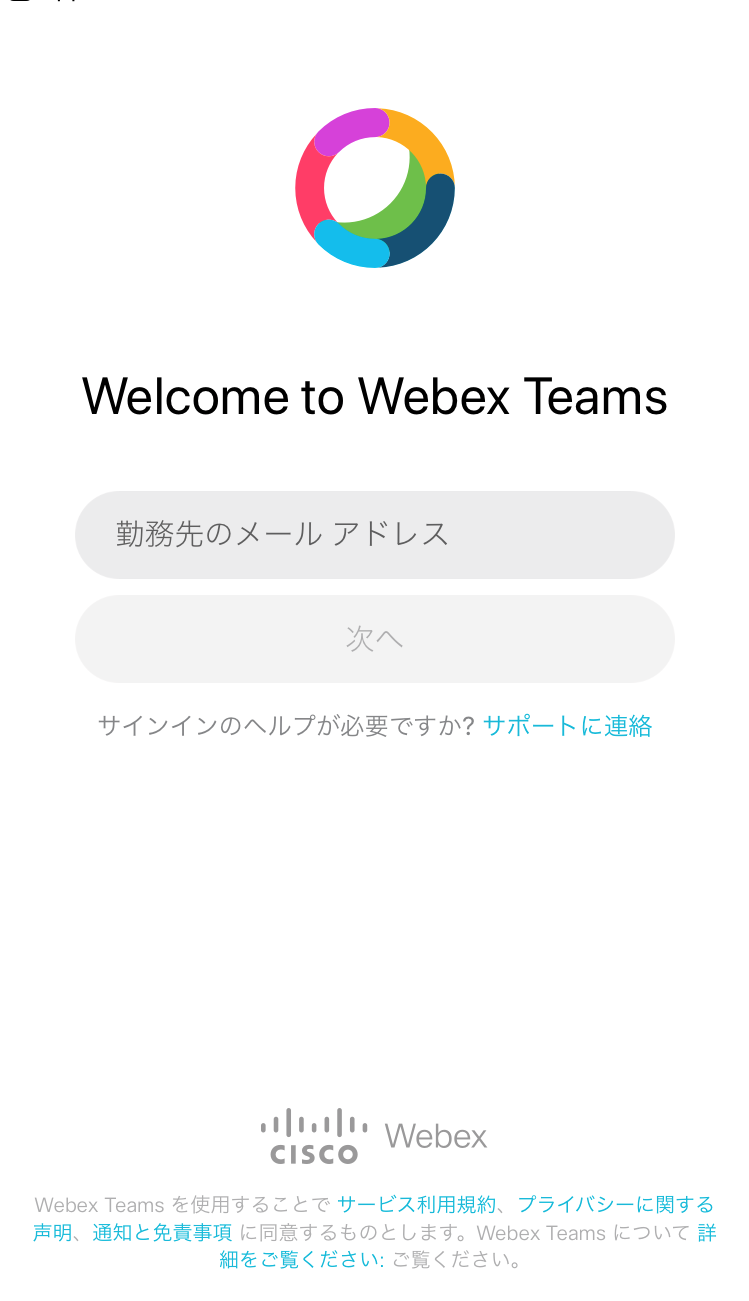 Welcome to Webex Teams
勤務先のメール アドレス
次へ
サインインのヘルプが必要ですか? サポートに連絡
CISCO Webex
Webex Teams を使用することで サービス利用規約、プライバシーに関する
声明、通知と免責事項 に同意するものとします。Webex Teams について 詳
細をご覧ください: ご覧ください。